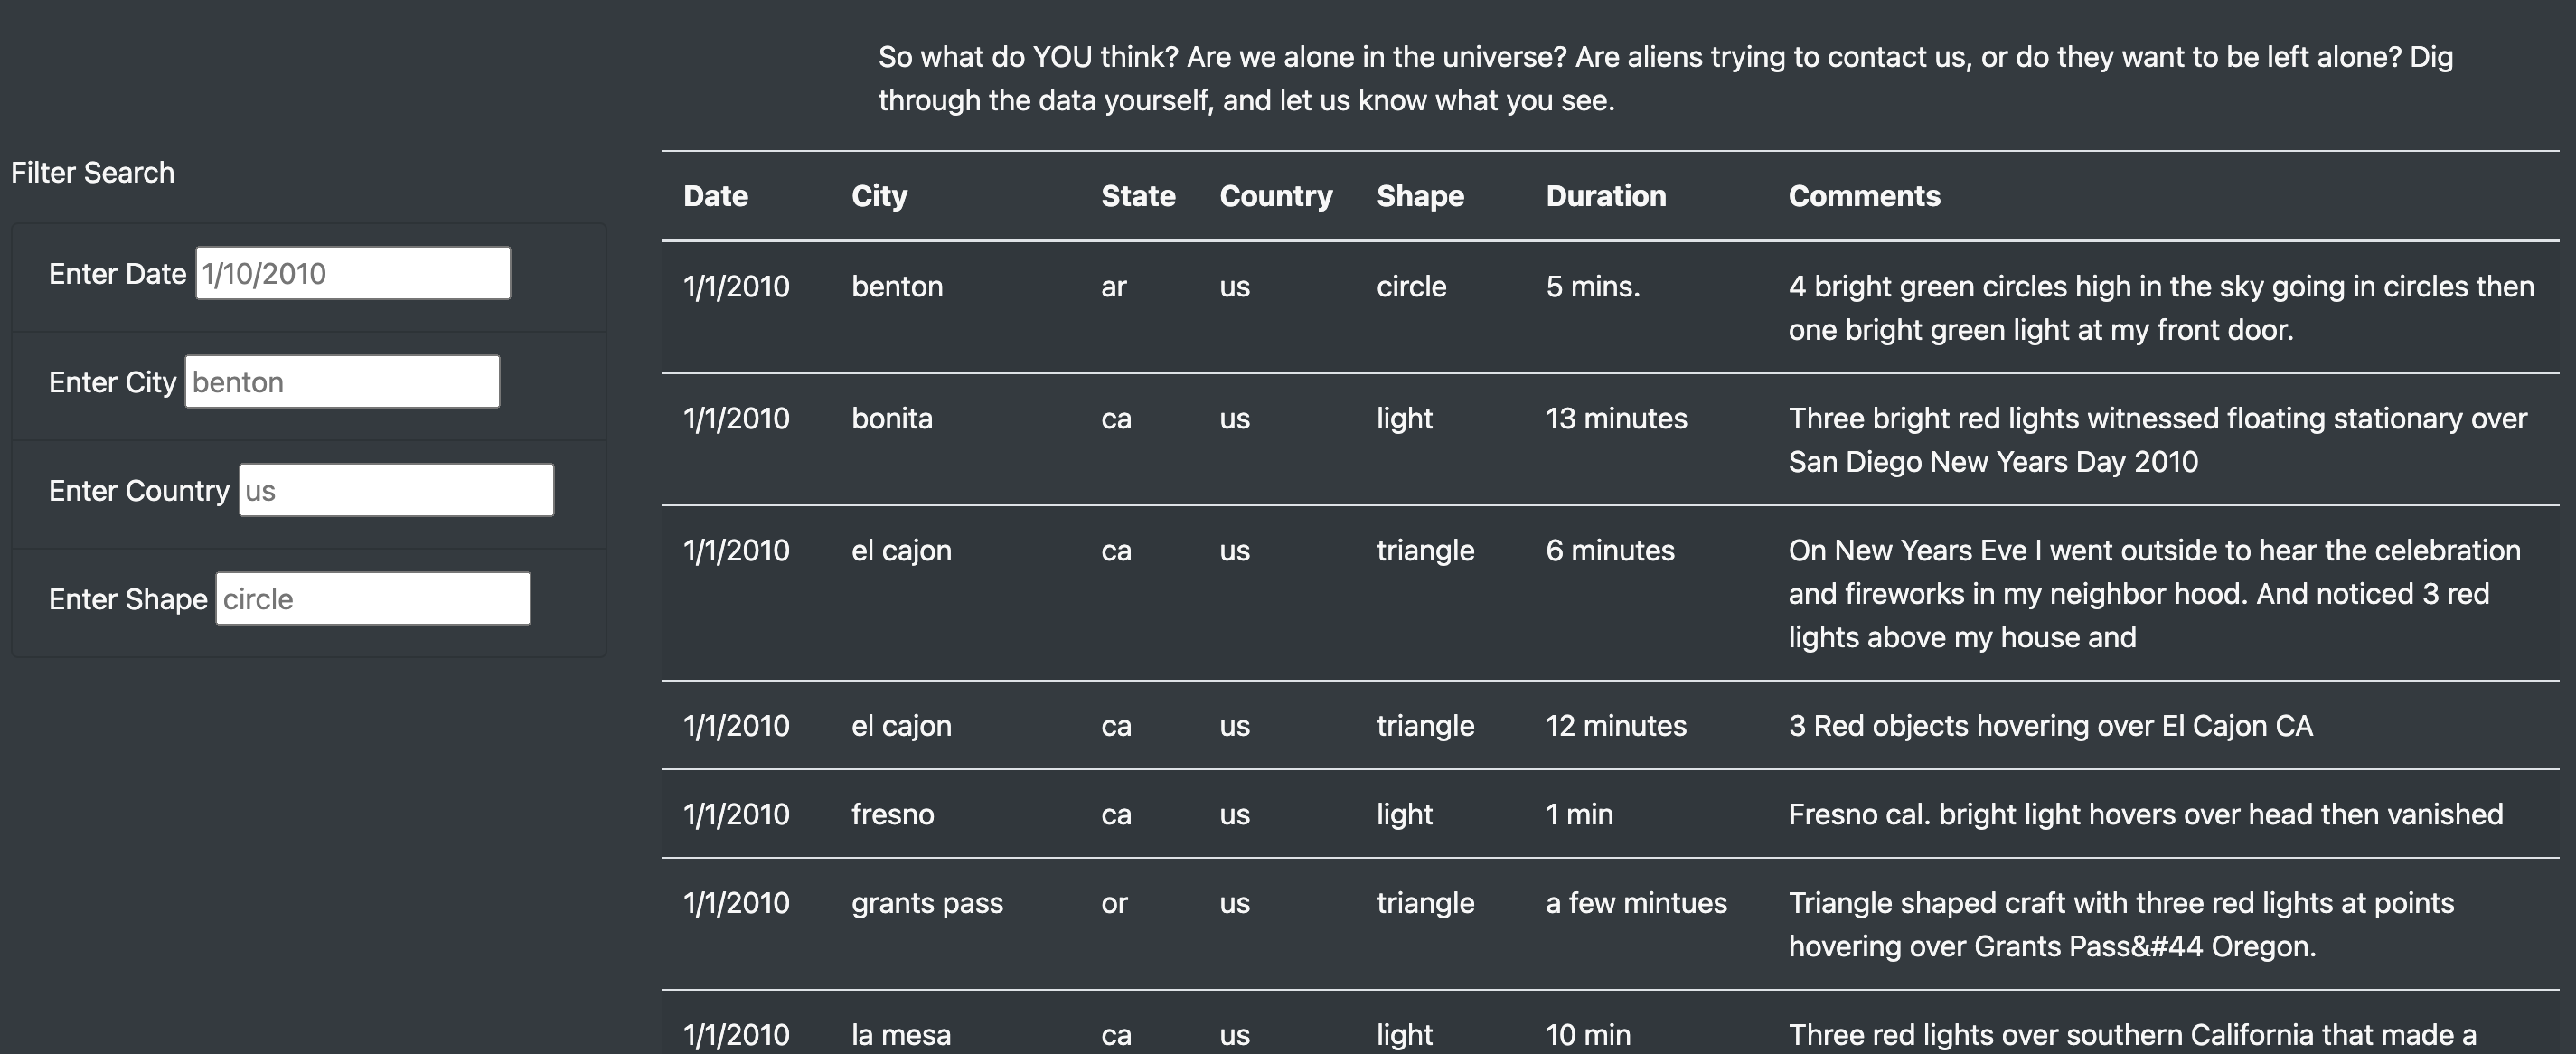 So what do YOU think? Are we alone in the universe? Are aliens trying to contact us, or do they want to be left alone? Dig
through the data yourself, and let us know what you see.
Filter Search
Enter Date 1/10/2010
Enter City benton
Enter Country us
Enter Shape circle
Date City State Country Shape Duration Comments
1/1/2010 benton ar us circle 5 mins. 4 bright green circles high in the sky going in circles then
one bright green light at my front door.
1/1/2010 bonita ca us light 13 minutes Three bright red lights witnessed floating stationary over
San Diego New Years Day 2010
1/1/2010 el cajon ca us triangle 6 minutes On New Years Eve I went outside to hear the celebration
and fireworks in my neighbor hood. And noticed 3 red
lights above my house and
1/1/2010 el cajon ca us triangle 12 minutes 3 Red objects hovering over El Cajon CA
1/1/2010 fresno ca us light 1 min Fresno cal. bright light hovers over head then vanished
1/1/2010 grants pass or us triangle a few mintues Triangle shaped craft with three red lights at points
hovering over Grants Pass&#44 Oregon.
1/1/2010 la mesa ca us light 10 min Three red lights over southern California that made a